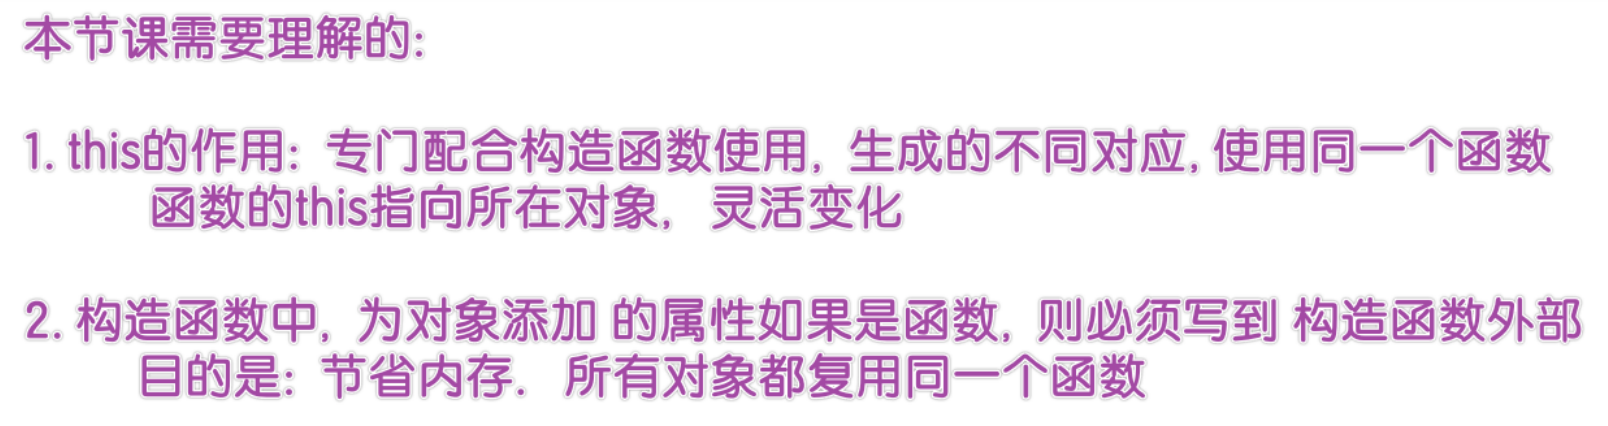 本节课需要理解的:
1. this的作用: 专门配合构造函数使用, 生成的不同对应, 使用同一个函数
函数的this指向所在对象, 灵活变化
2. 构造函数中, 为对象添加 的属性如果是函数, 则必须写到 构造函数外部
目的是: 节省内存. 所有对象都复用同一个函数